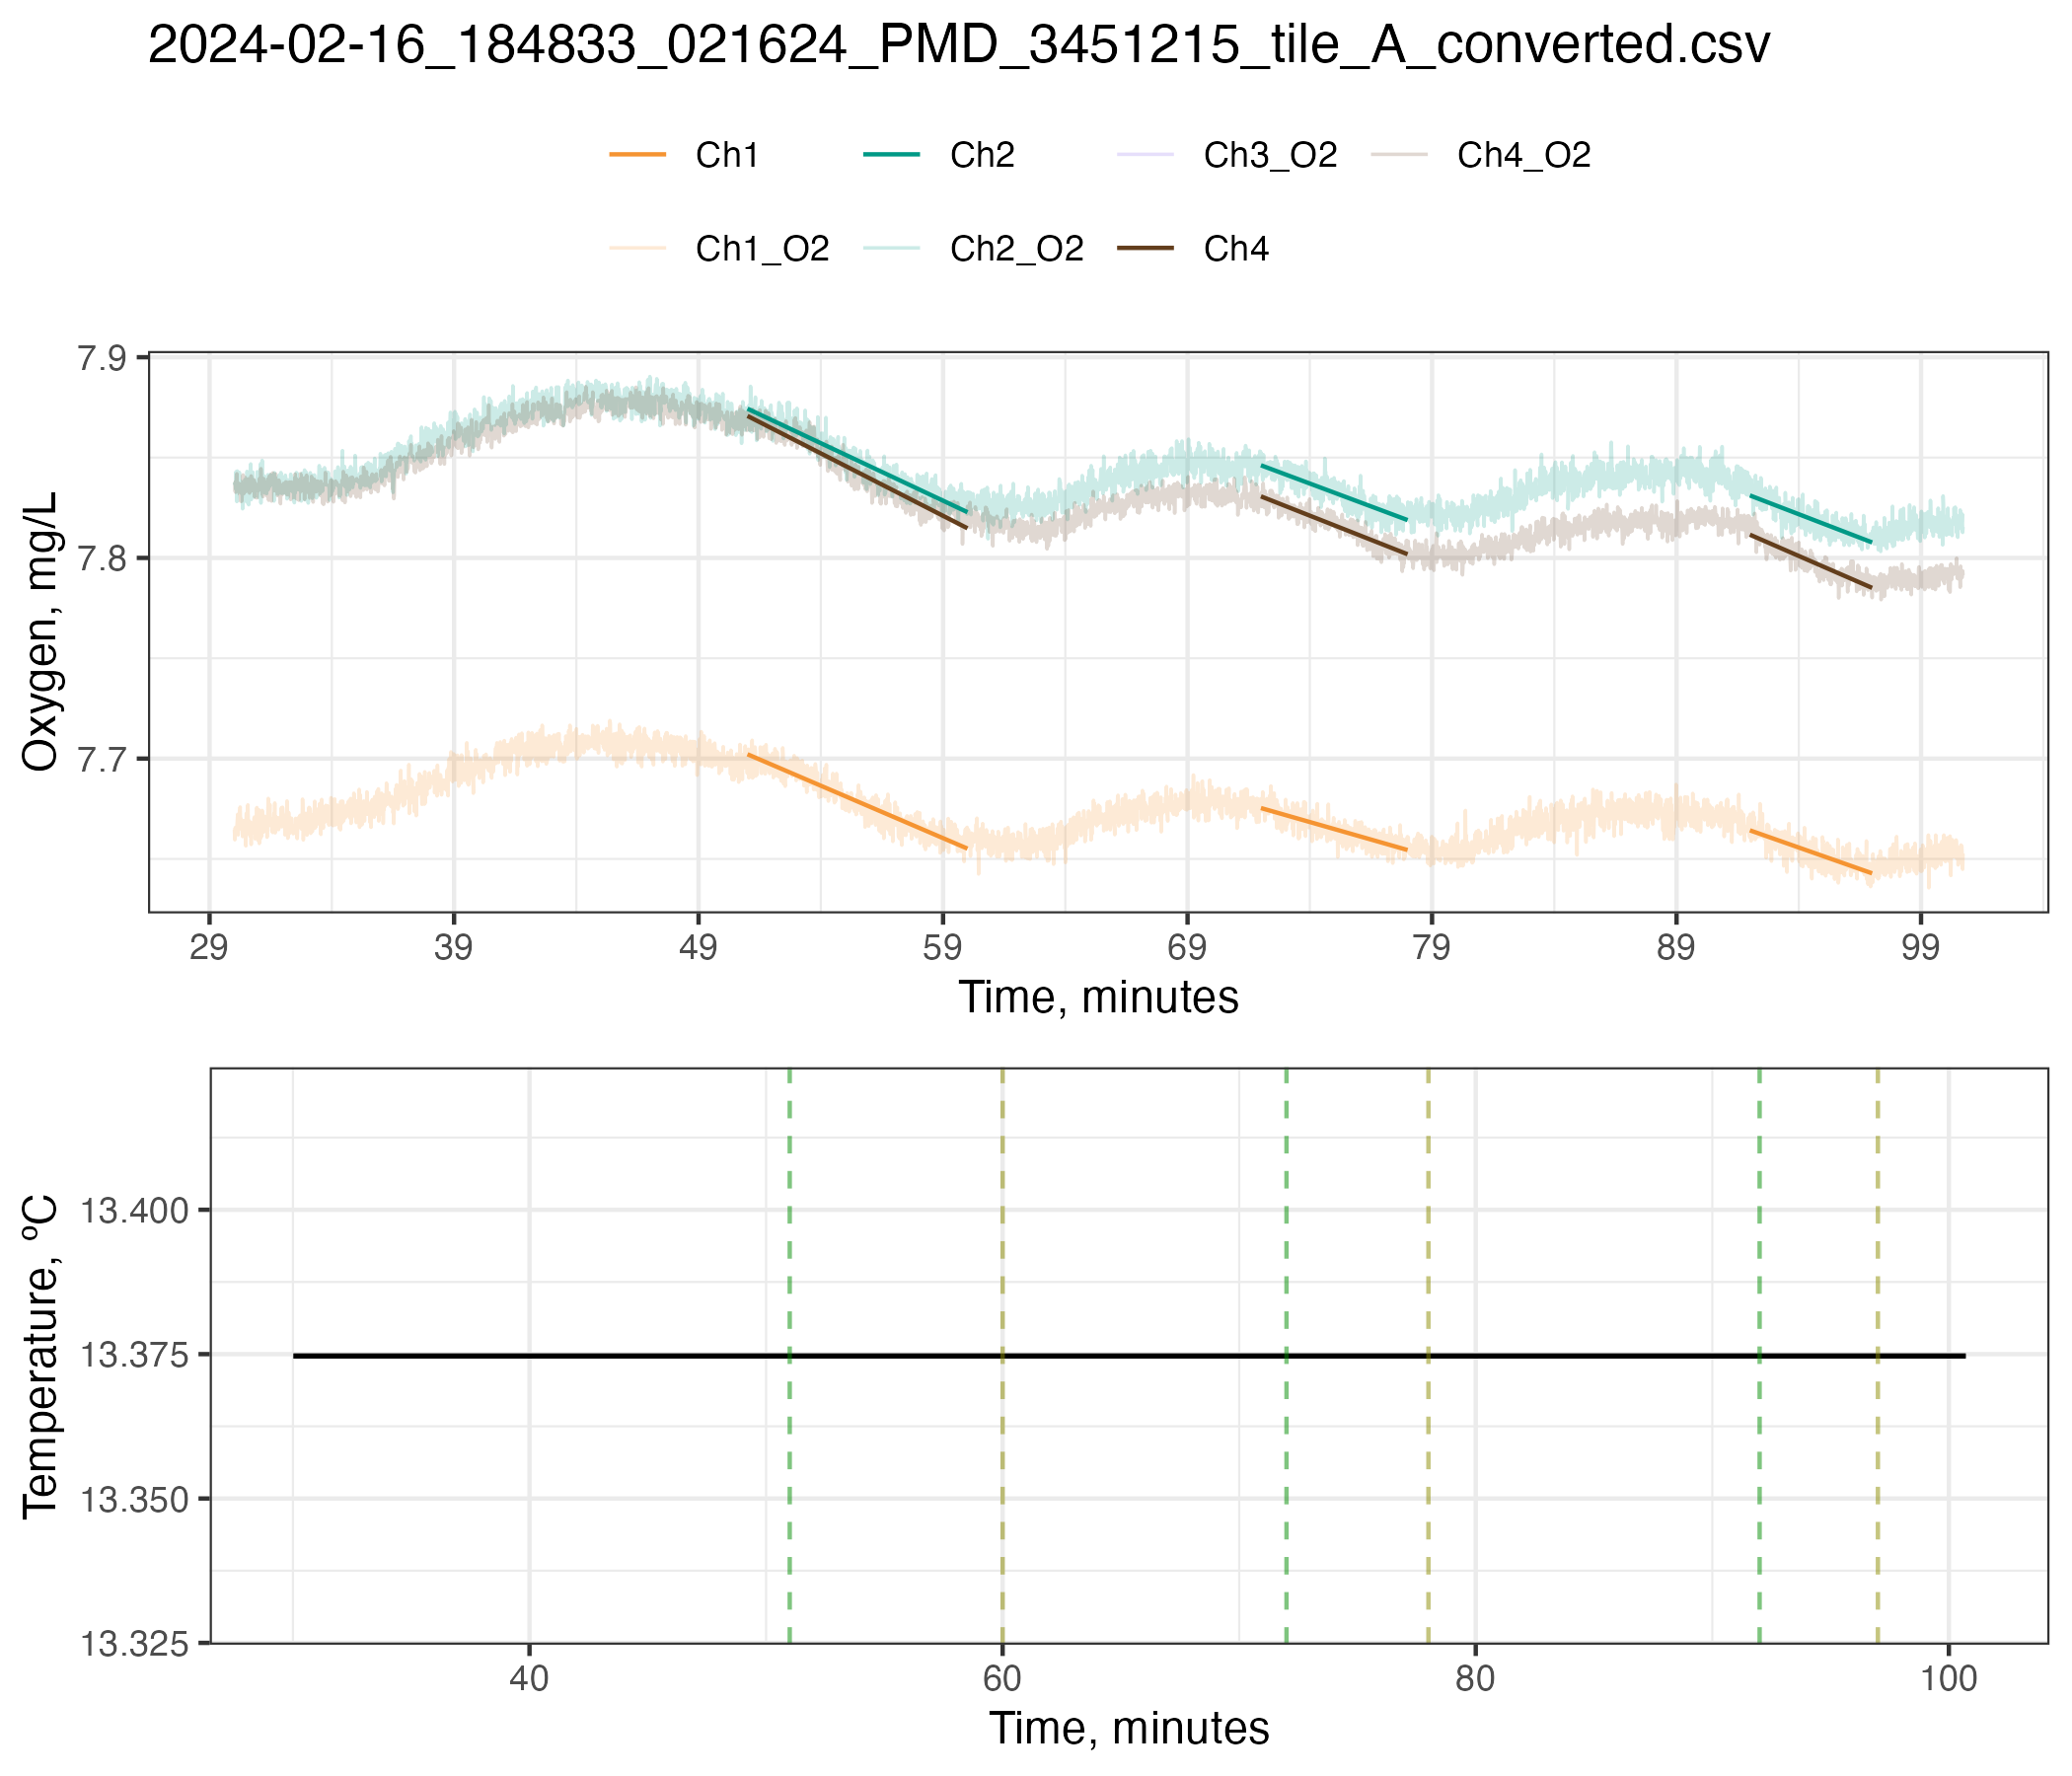 2024-02-16_184833_021624_PMD_3451215_tile_A_converted.csv
Ch1 Ch2 Ch3_O2 Ch4_O2
Ch1_O2 Ch2_O2 Ch4
Oxygen, mg/L
7.9
7.8
7.7
29 39 49 59 69 79 89 99
Time, minutes
Temperature, ºC
13.400
13.375
13.350
13.325
40 60 80 100
Time, minutes